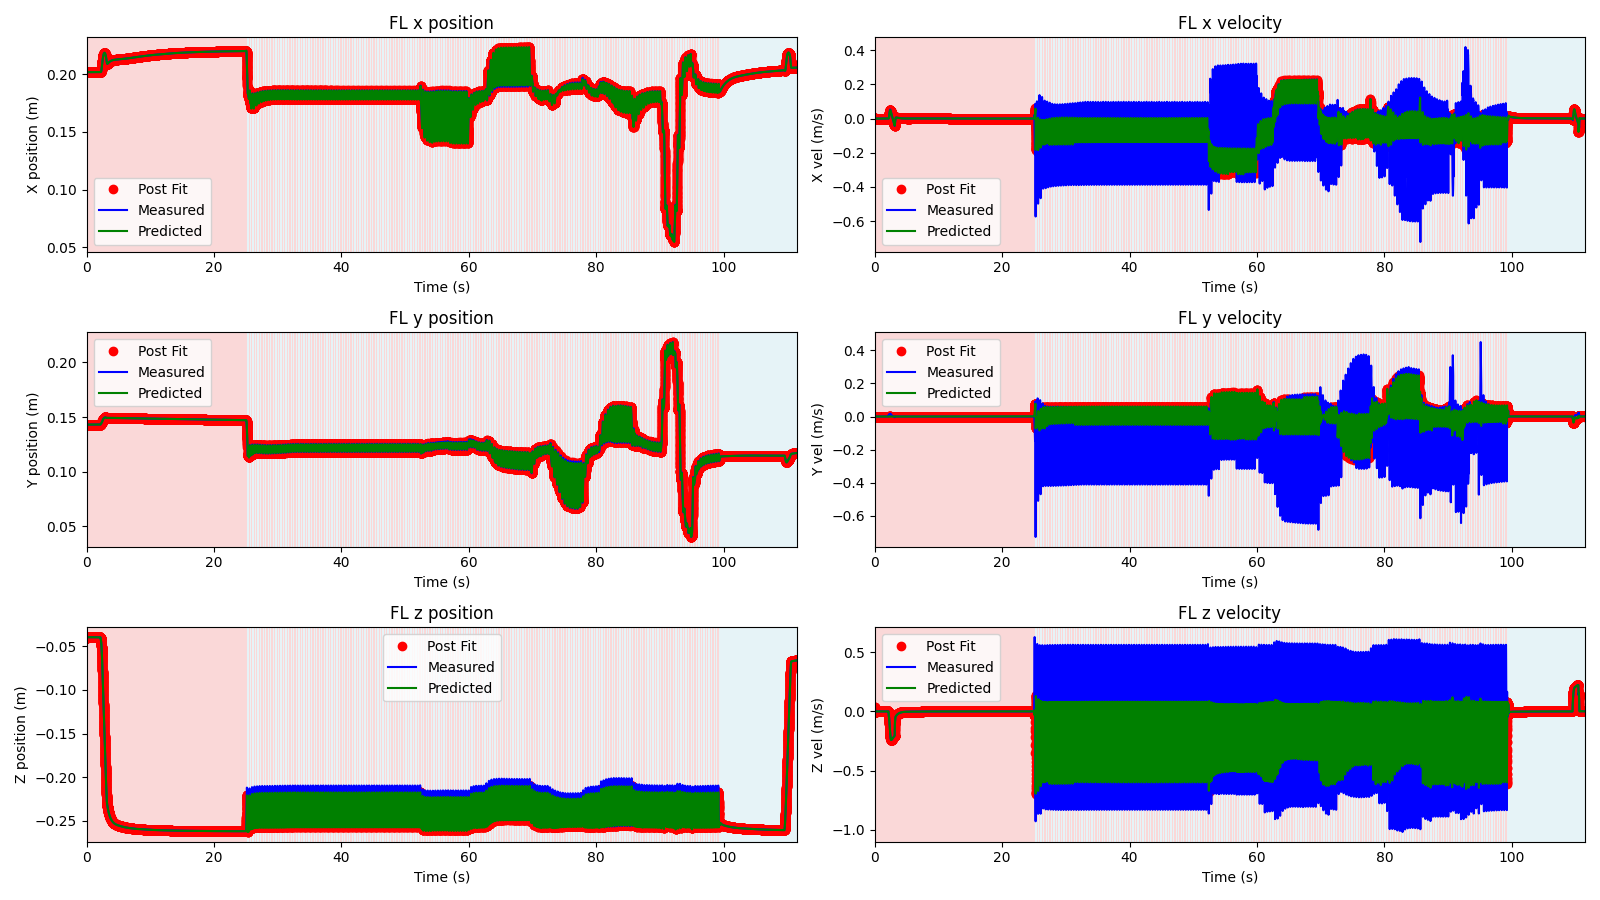 FL x position
X position (m)
0.20
0.15
0.10
0.05
Post Fit
Measured
Predicted
0 20 40 60 80 100
Time (s)
FL x velocity
X vel (m/s)
0.4
0.2
0.0
−0.2
−0.4
−0.6
Post Fit
Measured
Predicted
0 20 40 60 80 100
Time (s)
FL y position
Y position (m)
0.20
0.15
0.10
0.05
Post Fit
Measured
Predicted
0 20 40 60 80 100
Time (s)
FL y velocity
Y vel (m/s)
0.4
0.2
0.0
−0.2
−0.4
−0.6
Post Fit
Measured
Predicted
0 20 40 60 80 100
Time (s)
FL z position
Z position (m)
−0.05
−0.10
−0.15
−0.20
−0.25
Post Fit
Measured
Predicted
0 20 40 60 80 100
Time (s)
FL z velocity
Z vel (m/s)
0.5
0.0
−0.5
−1.0
Post Fit
Measured
Predicted
0 20 40 60 80 100
Time (s)